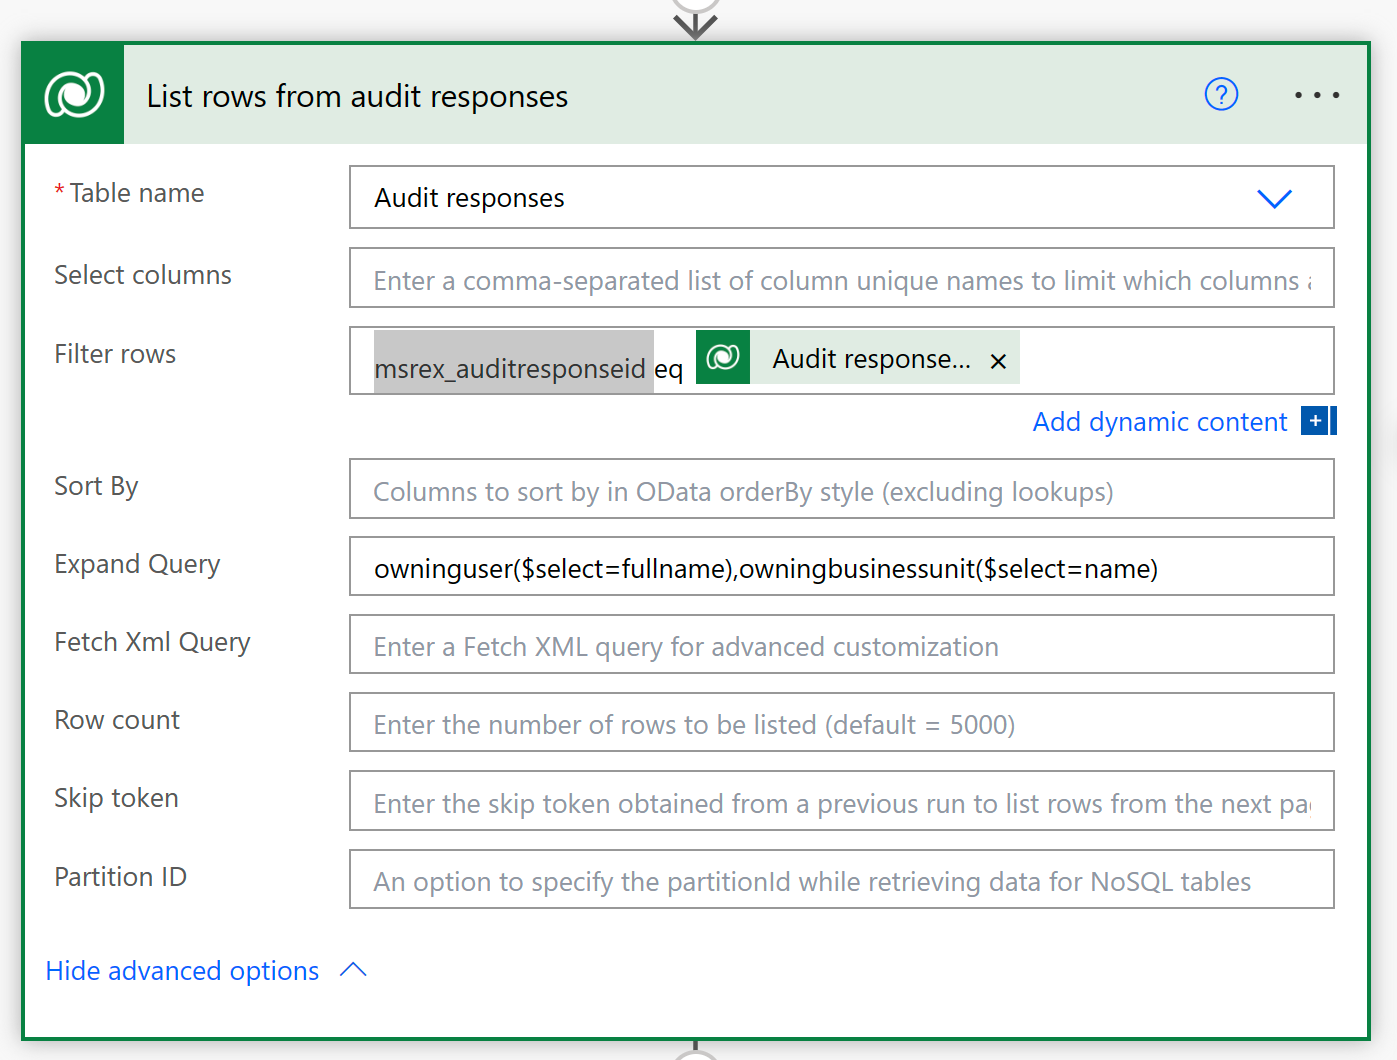 List rows from audit responses
* Table name
Audit responses
Select columns
Enter a comma-separated list of column unique names to limit which columns
Filter rows
msrex_auditresponseid eq Audit response... ×
Add dynamic content
Sort By
Columns to sort by in OData orderBy style (excluding lookups)
Expand Query
owninguser($select=fullname),owningbusinessunit($select=name)
Fetch Xml Query
Enter a Fetch XML query for advanced customization
Row count
Enter the number of rows to be listed (default = 5000)
Skip token
Enter the skip token obtained from a previous run to list rows from the next
Partition ID
An option to specify the partitionId while retrieving data for NoSQL tables
Hide advanced options